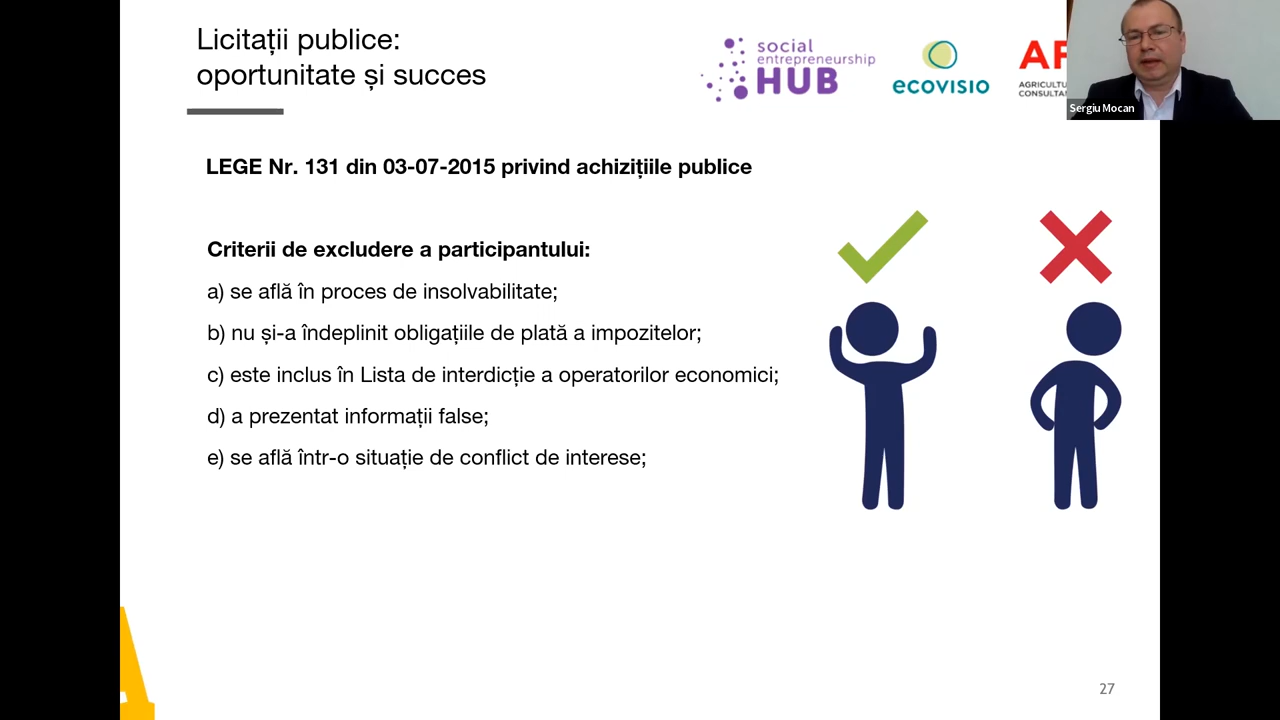 Licitații publice:
oportunitate și succes
social
entrepreneurship
HUB
ecovisio
Sergiu Mocan
LEGE Nr. 131 din 03-07-2015 privind achizițiile publice
Criterii de excludere a participantului:
a) se află în proces de insolvabilitate;
b) nu și-a îndeplinit obligațiile de plată a impozitelor;
c) este inclus în Lista de interdicție a operatorilor economici;
d) a prezentat informații false;
e) se află într-o situație de conflict de interese;
27